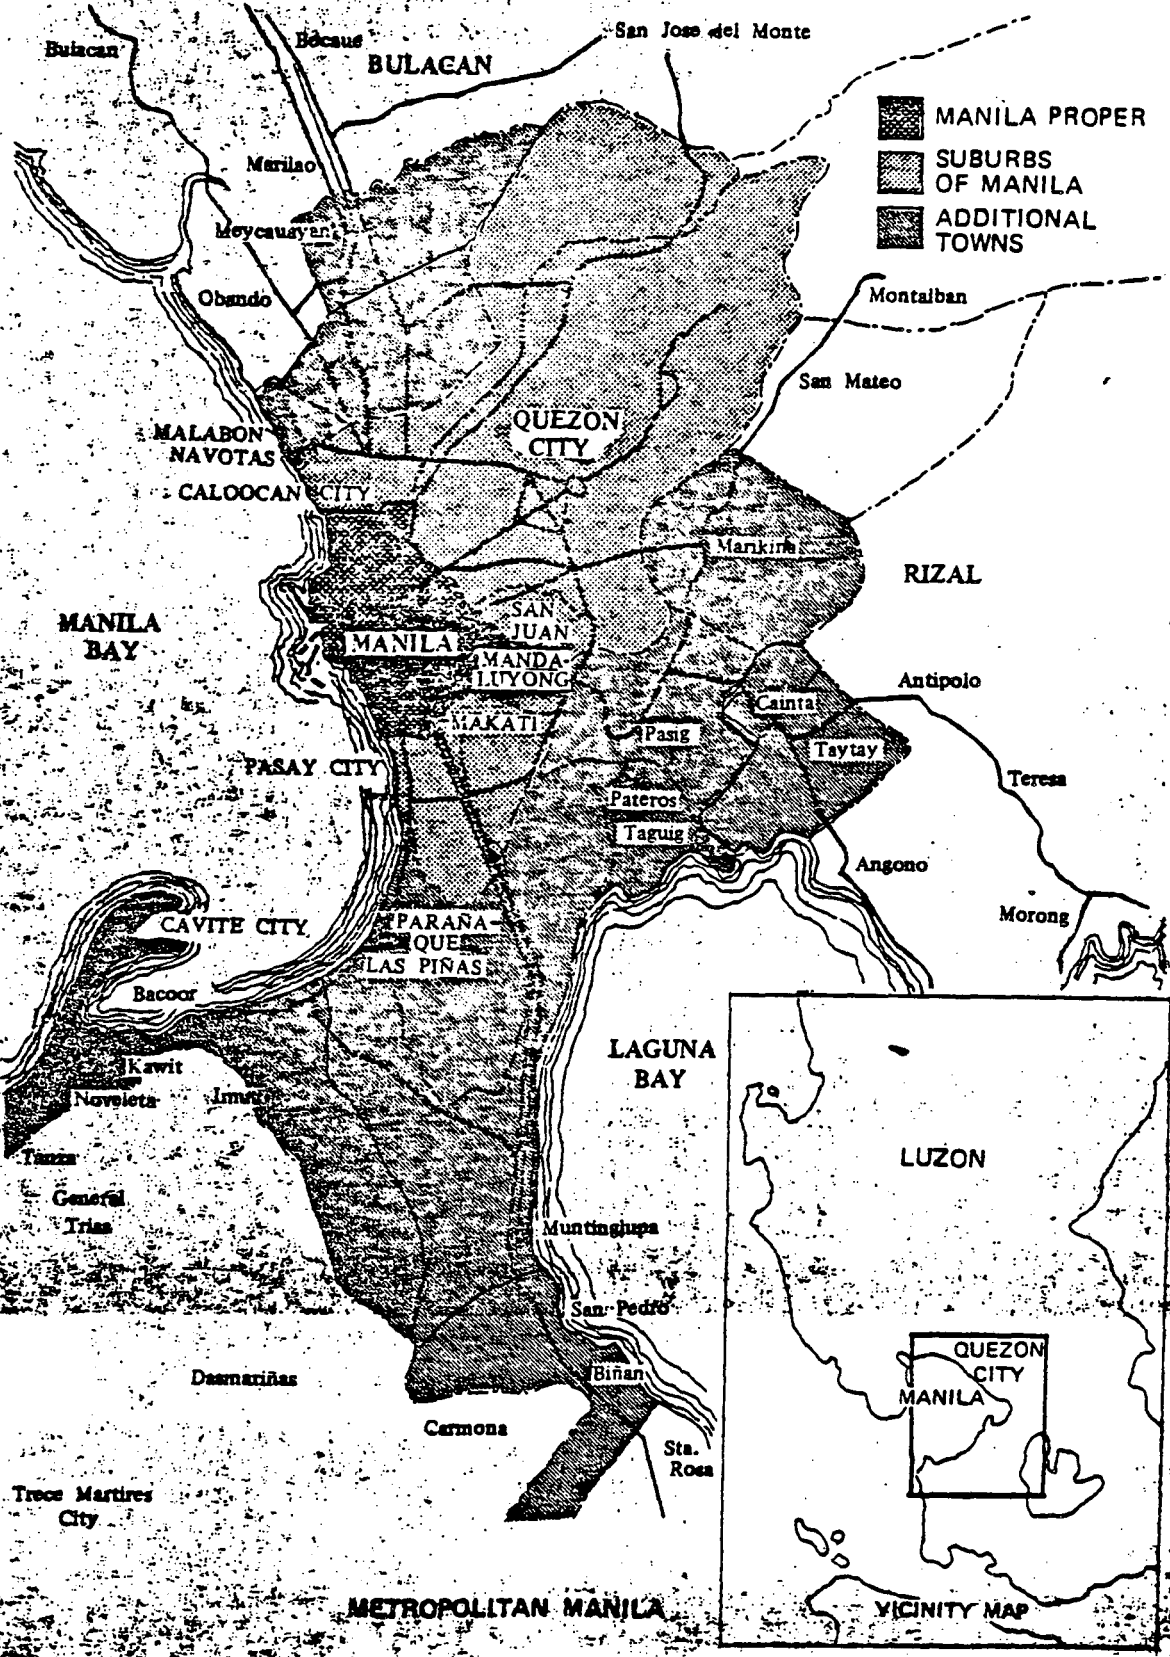 Bulacan
Bocaue
BULACAN
San Jose del Monte
MANILA PROPER
SUBURBS
OF MANILA
ADDITIONAL
TOWNS
Marilao
Meycauayan
Obando
Montalban
San Mateo
QUEZON
CITY
MALABON
NAVOTAS
CALOOCAN CITY
Marikina
RIZAL
MANILA
BAY
SAN
JUAN
MANILA
MANDA-
LUYONG
Antipolo
Cainta
MAKATI
Pasig
Taytay
PASAY CITY
Teresa
Pateros
Taguig
Angono
CAVITE CITY
PARAÑA-
QUE
LAS PIÑAS
Morong
Bacoor
LAGUNA
BAY
Kawit
Noveleta
Imus
Tanza
General
Trias
LUZON
Muntinglupa
San Pedro
Dasmariñas
Biñan
QUEZON
CITY
MANILA
Carmona
Sta.
Rosa
Trece Martires
City
METROPOLITAN MANILA
VICINITY MAP